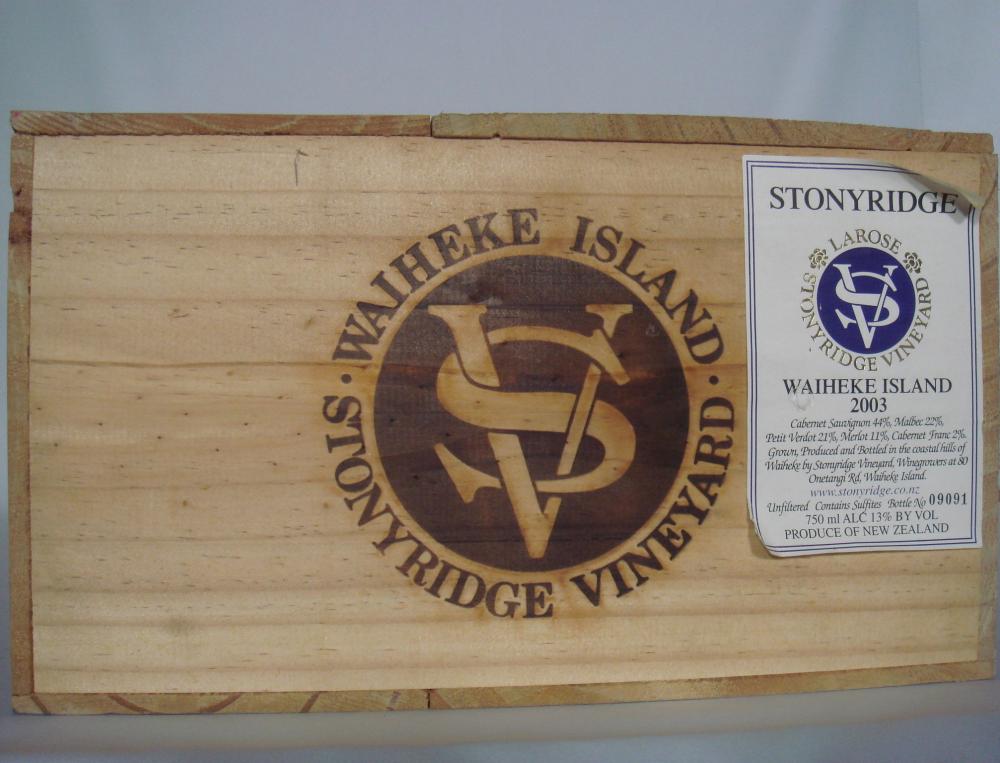 WAIHEKE ISLAND
SV
· STONYRIDGE VINEYARD ·
STONYRIDGE
LAROSE
SV
STONYRIDGE VINEYARD
WAIHEKE ISLAND
2003
Cabernet Sauvignon 44%, Malbec 22%,
Petit Verdot 21%, Merlot 11%, Cabernet Franc 2%.
Grown, Produced and Bottled in the coastal hills of
Waiheke by Stonyridge Vineyard, Winegrowers at 80
Onetangi Rd, Waiheke Island.
www.stonyridge.co.nz
Unfiltered Contains Sulfites Bottle No 09091
750 ml ALC 13% BY VOL
PRODUCE OF NEW ZEALAND